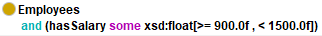 Employees
and (hasSalary some xsd:float[>= 900.0f , < 1500.0f])